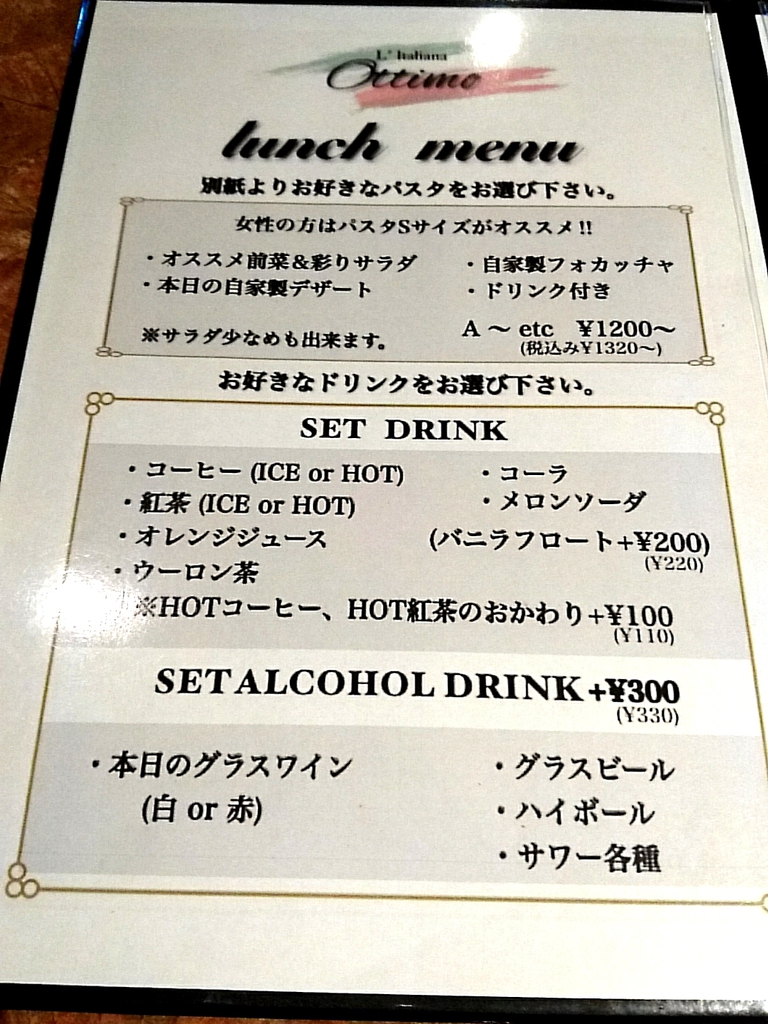 L' Italiana
Ottimo
lunch menu
別紙よりお好きなパスタをお選び下さい。
女性の方はパスタSサイズがオススメ!!
・オススメ前菜&彩りサラダ
・自家製フォカッチャ
・本日の自家製デザート
・ドリンク付き
※サラダ少なめも出来ます。
A ～ etc ¥1200～
(税込み¥1320～)
お好きなドリンクをお選び下さい。
SET DRINK
・コーヒー (ICE or HOT)
・コーラ
・紅茶 (ICE or HOT)
・メロンソーダ
・オレンジジュース
(バニラフロート+¥200)
(¥220)
・ウーロン茶
※HOTコーヒー、HOT紅茶のおかわり+¥100
(¥110)
SET ALCOHOL DRINK +¥300
(¥330)
・本日のグラスワイン
(白 or 赤)
・グラスビール
・ハイボール
・サワー各種